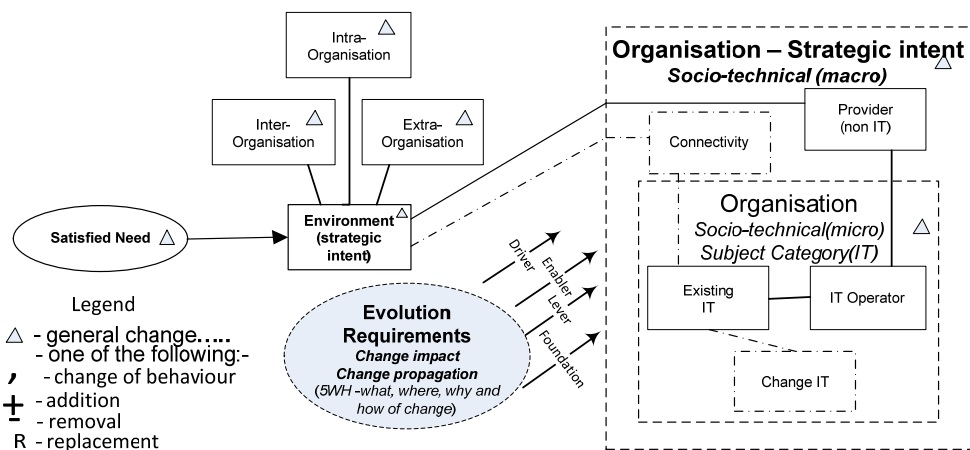 Intra-
Organisation
Inter-
Organisation
Extra-
Organisation
Satisfied Need
Environment
(strategic
intent)
Organisation – Strategic intent
Socio-technical (macro)
Provider
(non IT)
Connectivity
Organisation
Socio-technical(micro)
Subject Category(IT)
Existing
IT
IT Operator
Change IT
Driver
Enabler
Lever
Foundation
Evolution
Requirements
Change impact
Change propagation
(5WH -what, where, why and
how of change)
Legend
- general change.....
- one of the following:-
, - change of behaviour
+ - addition
- - removal
R - replacement